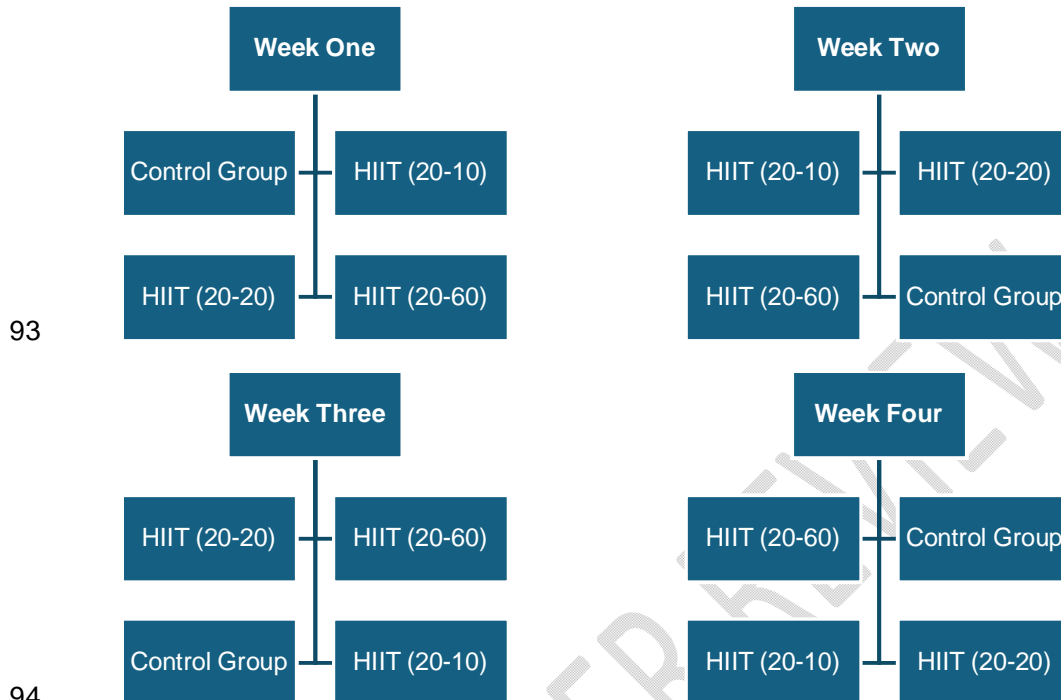 Week One
Week Two
Control Group
HIIT (20-10)
HIIT (20-10)
HIIT (20-20)
HIIT (20-20)
HIIT (20-60)
HIIT (20-60)
Control Group
93
Week Three
Week Four
HIIT (20-20)
HIIT (20-60)
HIIT (20-60)
Control Group
Control Group
HIIT (20-10)
HIIT (20-10)
HIIT (20-20)
94
ER REVIEW